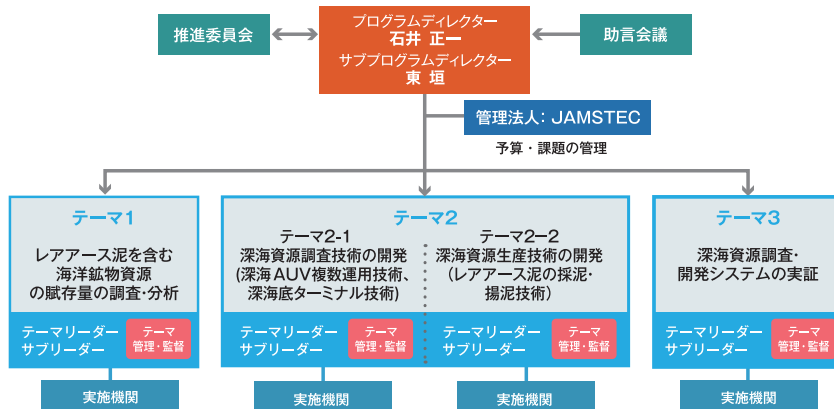 推進委員会
プログラムディレクター
石井 正一
サブプログラムディレクター
東 垣
助言会議
管理法人：JAMSTEC
予算・課題の管理
テーマ1
レアアース泥を含む
海洋鉱物資源
の賦存量の調査・分析
テーマリーダー
サブリーダー
テーマ
管理・監督
実施機関
テーマ2
テーマ2-1
深海資源調査技術の開発
(深海AUV複数運用技術、
深海底ターミナル技術)
テーマリーダー
サブリーダー
テーマ
管理・監督
実施機関
テーマ2-2
深海資源生産技術の開発
(レアアース泥の採泥・
揚泥技術)
テーマリーダー
サブリーダー
テーマ
管理・監督
実施機関
テーマ3
深海資源調査・
開発システムの実証
テーマリーダー
サブリーダー
テーマ
管理・監督
実施機関